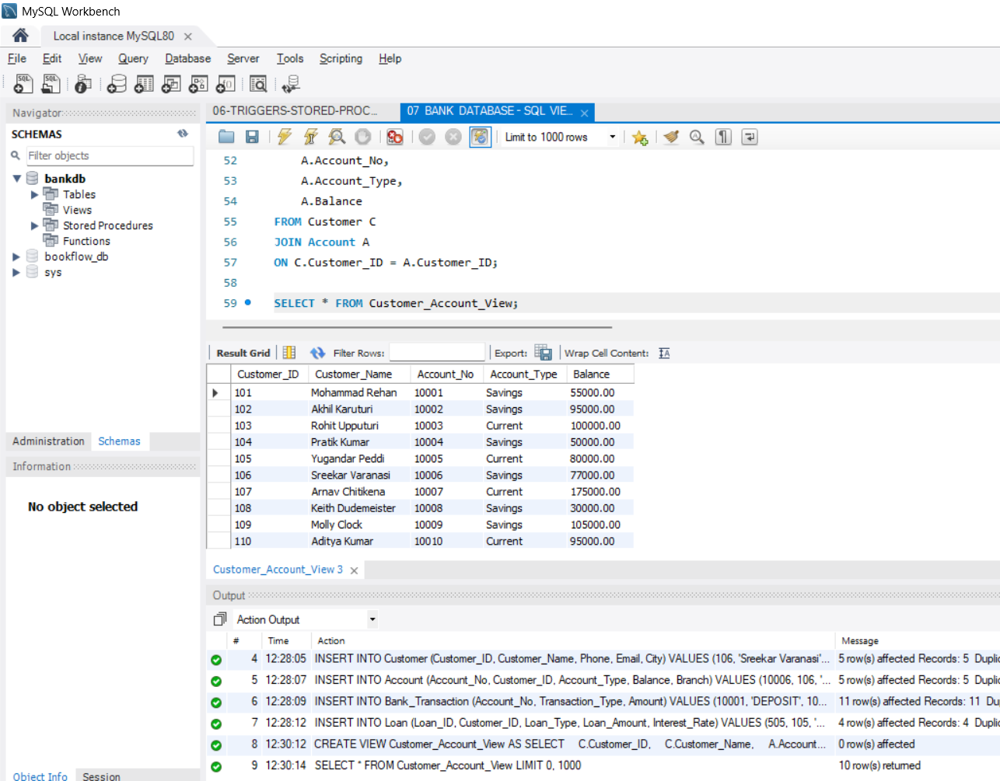 MySQL Workbench
Local instance MySQL80
File Edit View Query Database Server Tools Scripting Help
Navigator
SCHEMAS
Filter objects
bankdb
Tables
Views
Stored Procedures
Functions
bookflow_db
sys
Administration Schemas
Information
No object selected
Object Info Session
06-TRIGGERS-STORED-PROC... 07 BANK DATABASE - SQL VIE...
Limit to 1000 rows
52 A.Account_No,
53 A.Account_Type,
54 A.Balance
55 FROM Customer C
56 JOIN Account A
57 ON C.Customer_ID = A.Customer_ID;
58
59 SELECT * FROM Customer_Account_View;
Result Grid Filter Rows: Export: Wrap Cell Content:
Customer_ID Customer_Name Account_No Account_Type Balance
101 Mohammad Rehan 10001 Savings 55000.00
102 Akhil Karuturi 10002 Savings 95000.00
103 Rohit Upputuri 10003 Current 100000.00
104 Pratik Kumar 10004 Savings 50000.00
105 Yugandar Peddi 10005 Current 80000.00
106 Sreekar Varanasi 10006 Savings 77000.00
107 Arnav Chitikena 10007 Current 175000.00
108 Keith Dudemeister 10008 Savings 30000.00
109 Molly Clock 10009 Savings 105000.00
110 Aditya Kumar 10010 Current 95000.00
Customer_Account_View 3
Output
Action Output
# Time Action Message
4 12:28:05 INSERT INTO Customer (Customer_ID, Customer_Name, Phone, Email, City) VALUES (106, 'Sreekar Varanasi'... 5 row(s) affected Records: 5 Duplic
5 12:28:07 INSERT INTO Account (Account_No, Customer_ID, Account_Type, Balance, Branch) VALUES (10006, 106, '... 5 row(s) affected Records: 5 Duplic
6 12:28:09 INSERT INTO Bank_Transaction (Account_No, Transaction_Type, Amount) VALUES (10001, 'DEPOSIT', 10... 11 row(s) affected Records: 11 Du
7 12:28:12 INSERT INTO Loan (Loan_ID, Customer_ID, Loan_Type, Loan_Amount, Interest_Rate) VALUES (505, 105, '... 4 row(s) affected Records: 4 Duplic
8 12:30:12 CREATE VIEW Customer_Account_View AS SELECT C.Customer_ID, C.Customer_Name, A.Account... 0 row(s) affected
9 12:30:14 SELECT * FROM Customer_Account_View LIMIT 0, 1000 10 row(s) returned